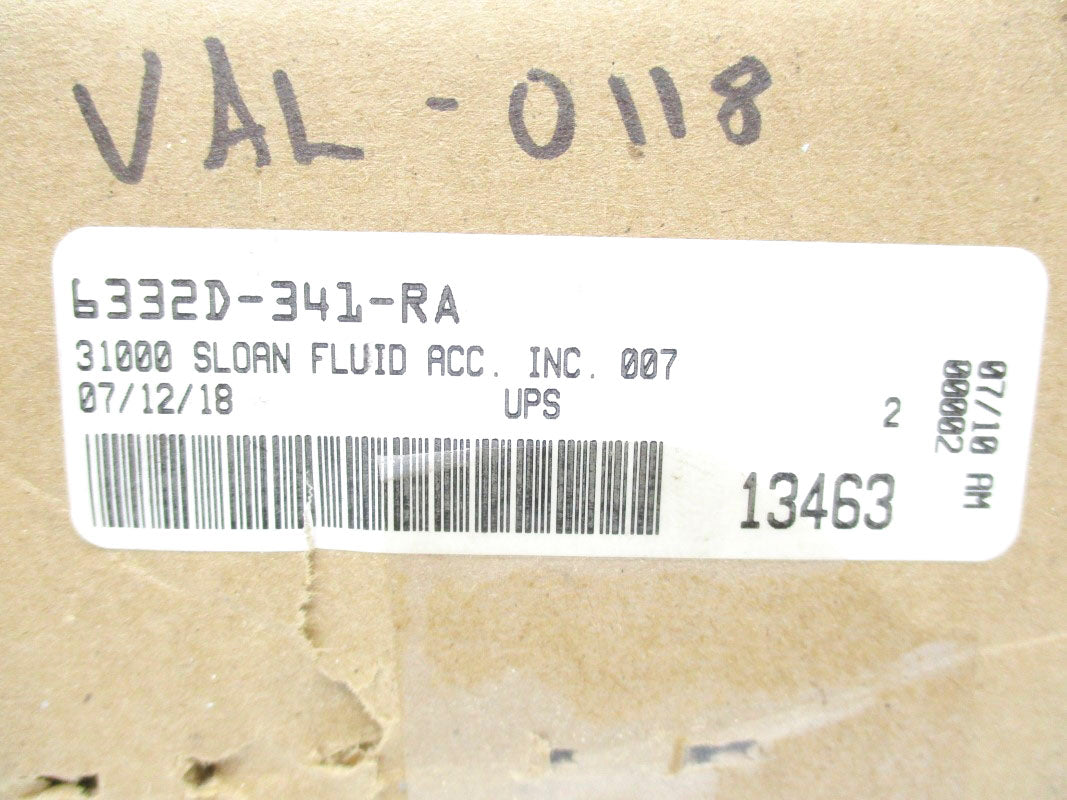 VAL-0118
6332D-341-RA
31000 SLOAN FLUID ACC. INC. 007
07/12/18 UPS 2
13463
07/10 AM
00002